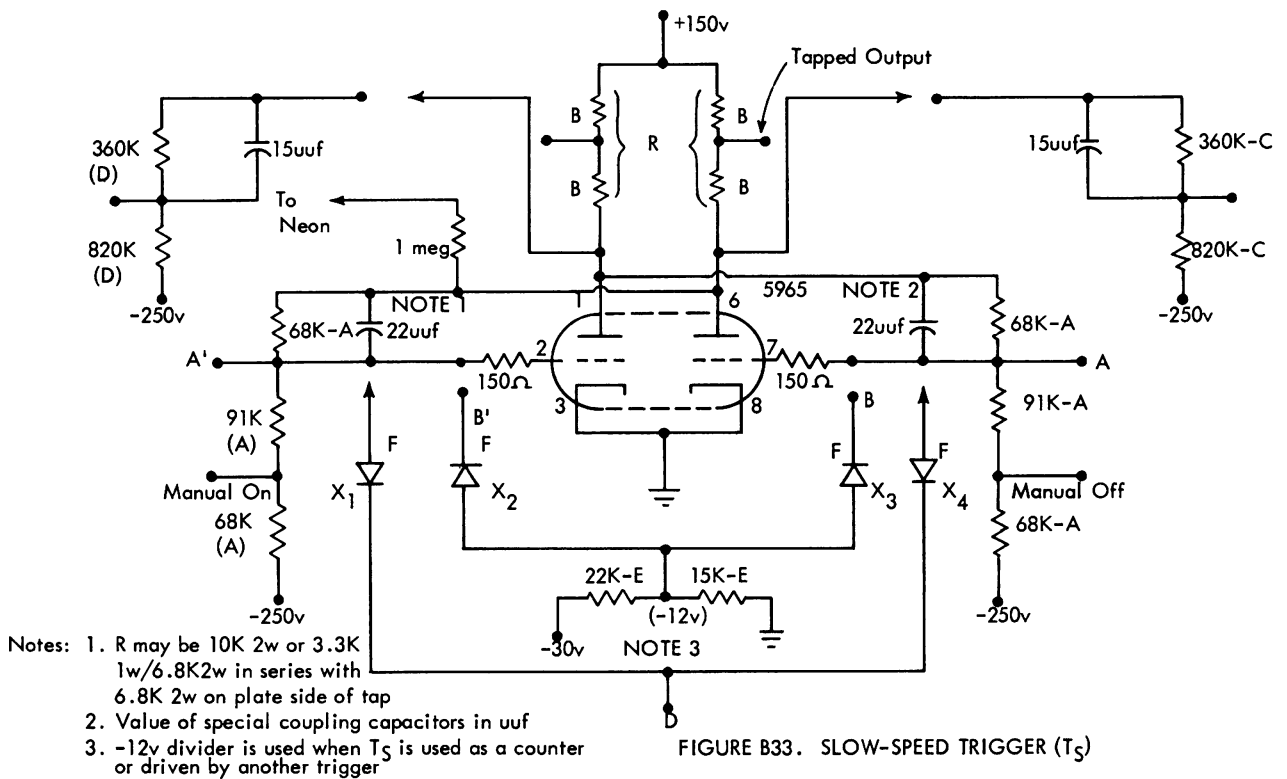 +150v
Tapped Output
B
B
R
B
B
15uuf
360K
(D)
820K
(D)
-250v
To
Neon
1 meg
15uuf
360K-C
820K-C
-250v
NOTE 1
1
6
5965
NOTE 2
68K-A
22uuf
22uuf
68K-A
A'
2
7
A
150Ω
150Ω
3
8
91K
(A)
B'
B
91K-A
F
F
F
F
Manual On
X1
X2
X3
X4
Manual Off
68K
(A)
68K-A
22K-E
15K-E
(-12v)
-250v
-250v
-30v
NOTE 3
D
Notes: 1. R may be 10K 2w or 3.3K
1w/6.8K2w in series with
6.8K 2w on plate side of tap
2. Value of special coupling capacitors in uuf
3. -12v divider is used when TS is used as a counter
or driven by another trigger
FIGURE B33. SLOW-SPEED TRIGGER (TS)